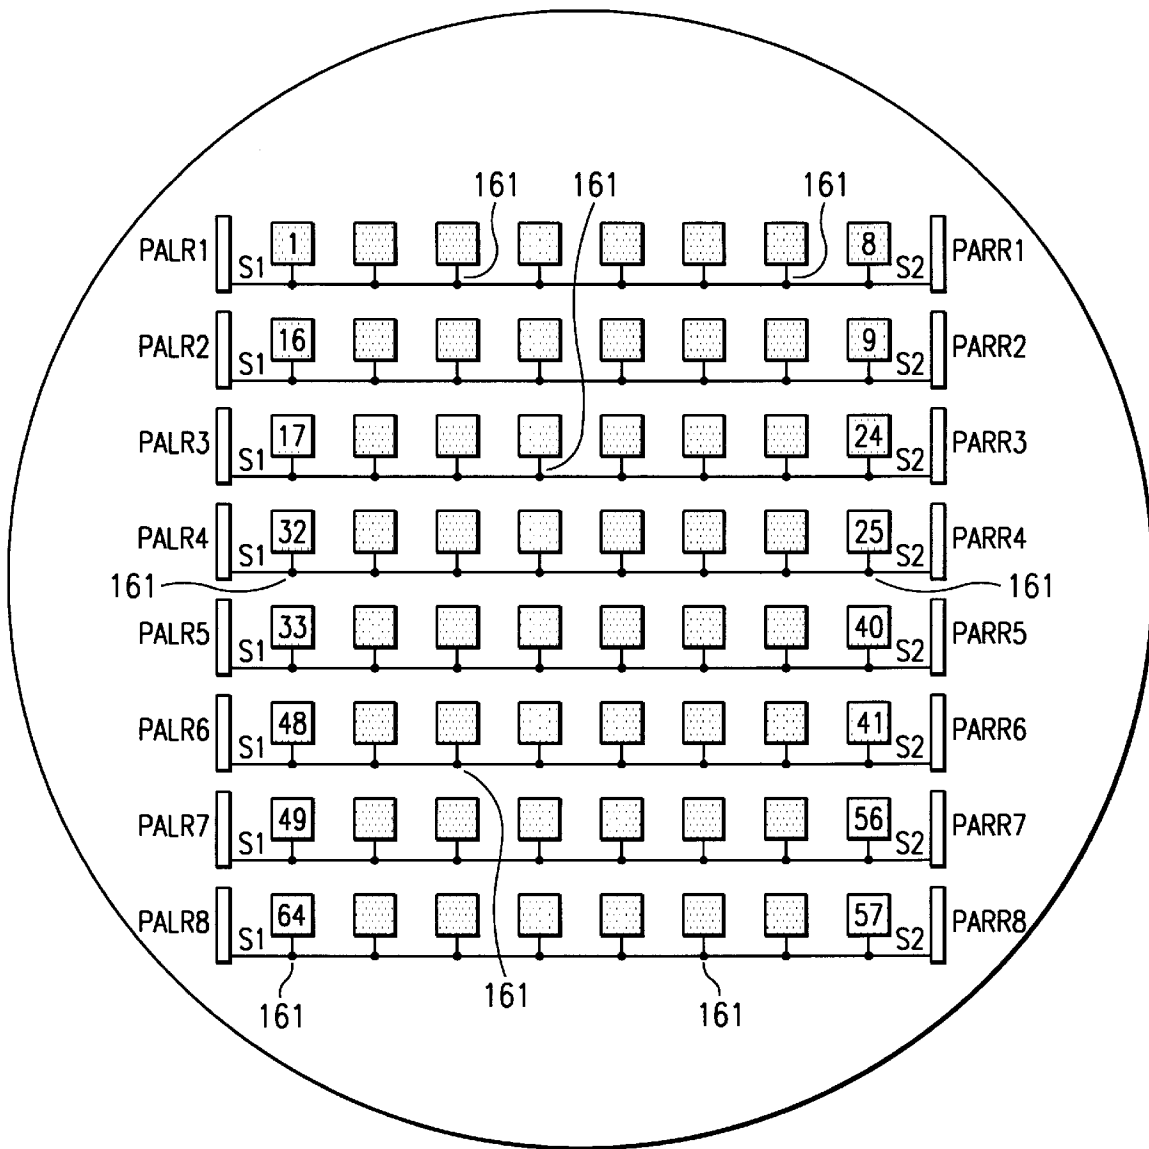 161 161 161
PALR1 S1 1 8 S2 PARR1
PALR2 S1 16 9 S2 PARR2
PALR3 S1 17 24 S2 PARR3
PALR4 S1 32 25 S2 PARR4
161 161
PALR5 S1 33 40 S2 PARR5
PALR6 S1 48 41 S2 PARR6
PALR7 S1 49 56 S2 PARR7
PALR8 S1 64 57 S2 PARR8
161 161 161